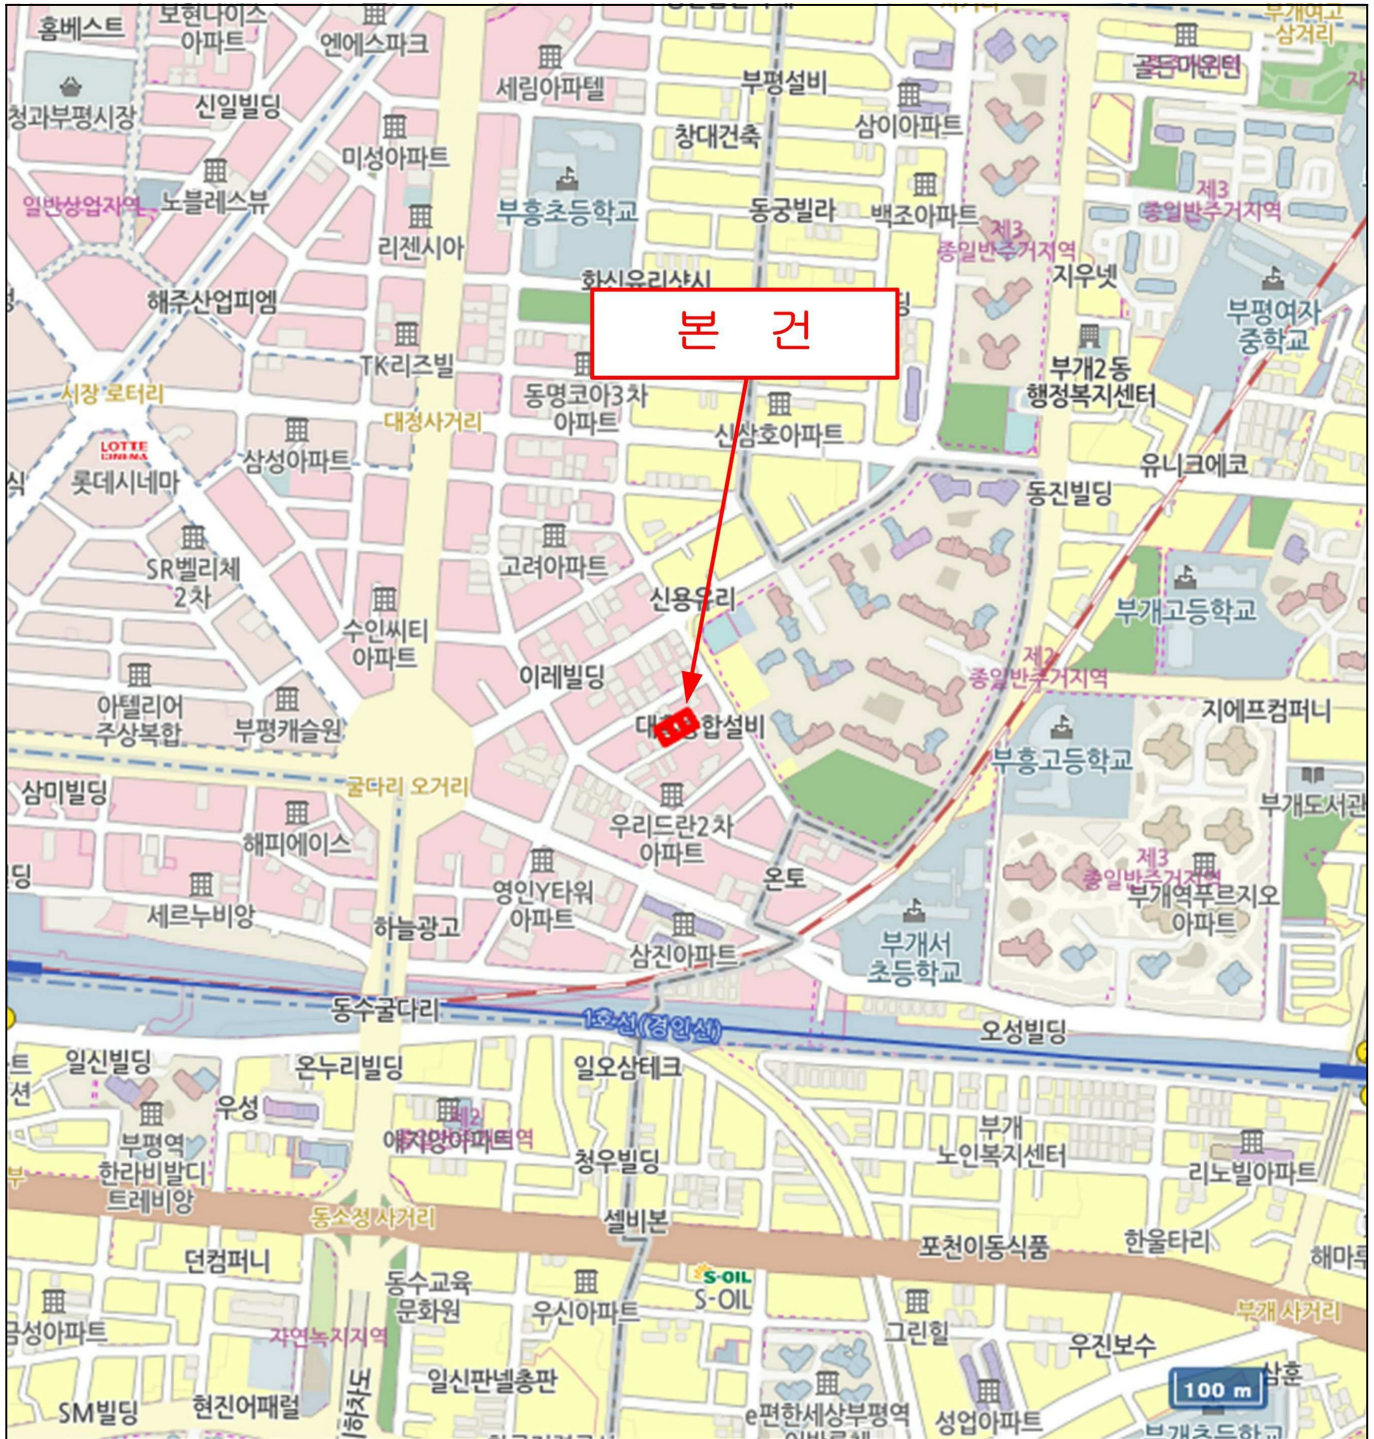 홈베스트
보현나이스
아파트
엔에스파크
세림아파텔
부평설비
삼이아파트
골든마운틴
부개여고
삼거리
청과부평시장
신일빌딩
미성아파트
창대건축
일반상업지역
노블레스뷰
리젠시아
부흥초등학교
동궁빌라
백조아파트
제3
종일반주거지역
제3
종일반주거지역
지우넷
부평여자
중학교
해주산업피엠
화신유리샷시
본 건
TK리즈빌
동명코아3차
아파트
부개2동
행정복지센터
시장 로터리
대정사거리
LOTTE
CINEMA
롯데시네마
삼성아파트
신삼호아파트
유니크에코
동진빌딩
SR벨리체
2차
고려아파트
신용유리
부개고등학교
수인씨티
아파트
이레빌딩
제2
종일반주거지역
아텔리어
주상복합
부평캐슬원
지에프컴퍼니
부흥고등학교
굴다리 오거리
삼미빌딩
해피에이스
우리드란2차
아파트
부개도서관
제3
종일반주거지역
부개역푸르지오
아파트
온토
영인Y타워
아파트
세르누비앙
하늘광고
삼진아파트
부개서
초등학교
동수굴다리
1호선(경인선)
오성빌딩
일신빌딩
온누리빌딩
일오삼테크
우성
제2
부평역
한라비발디
트레비앙
청우빌딩
부개
노인복지센터
리노빌아파트
동소정 사거리
셀비본
포천이동식품
한울타리
던컴퍼니
동수교육
문화원
우신아파트
S-OIL
S-OIL
그린힐
부개 사거리
금성아파트
자연녹지지역
우진보수
일신판넬총판
100 m
삼훈
SM빌딩
현진어패럴
e편한세상부평역
성업아파트
부개초등학교